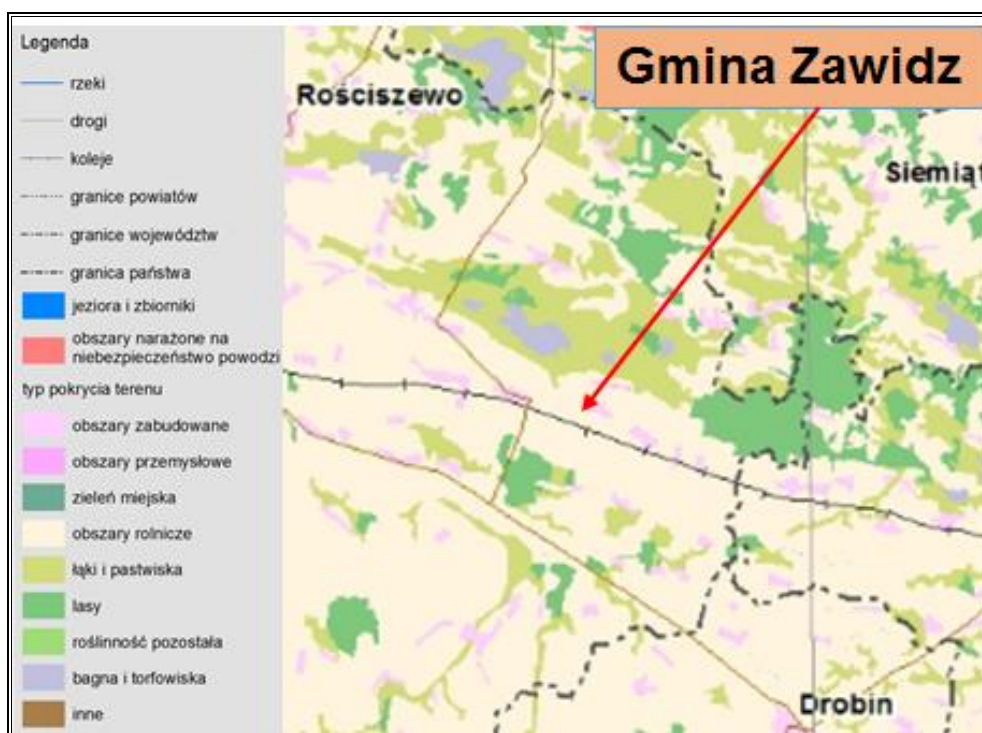 Legenda
rzeki
drogi
koleje
granice powiatów
granice województw
granica państwa
jeziora i zbiorniki
obszary narażone na
niebezpieczeństwo powodzi
typ pokrycia terenu
obszary zabudowane
obszary przemysłowe
zieleń miejska
obszary rolnicze
łąki i pastwiska
lasy
roślinność pozostała
bagna i torfowiska
inne
Gmina Zawidz
Rościszewo
Siemiąt
Drobin